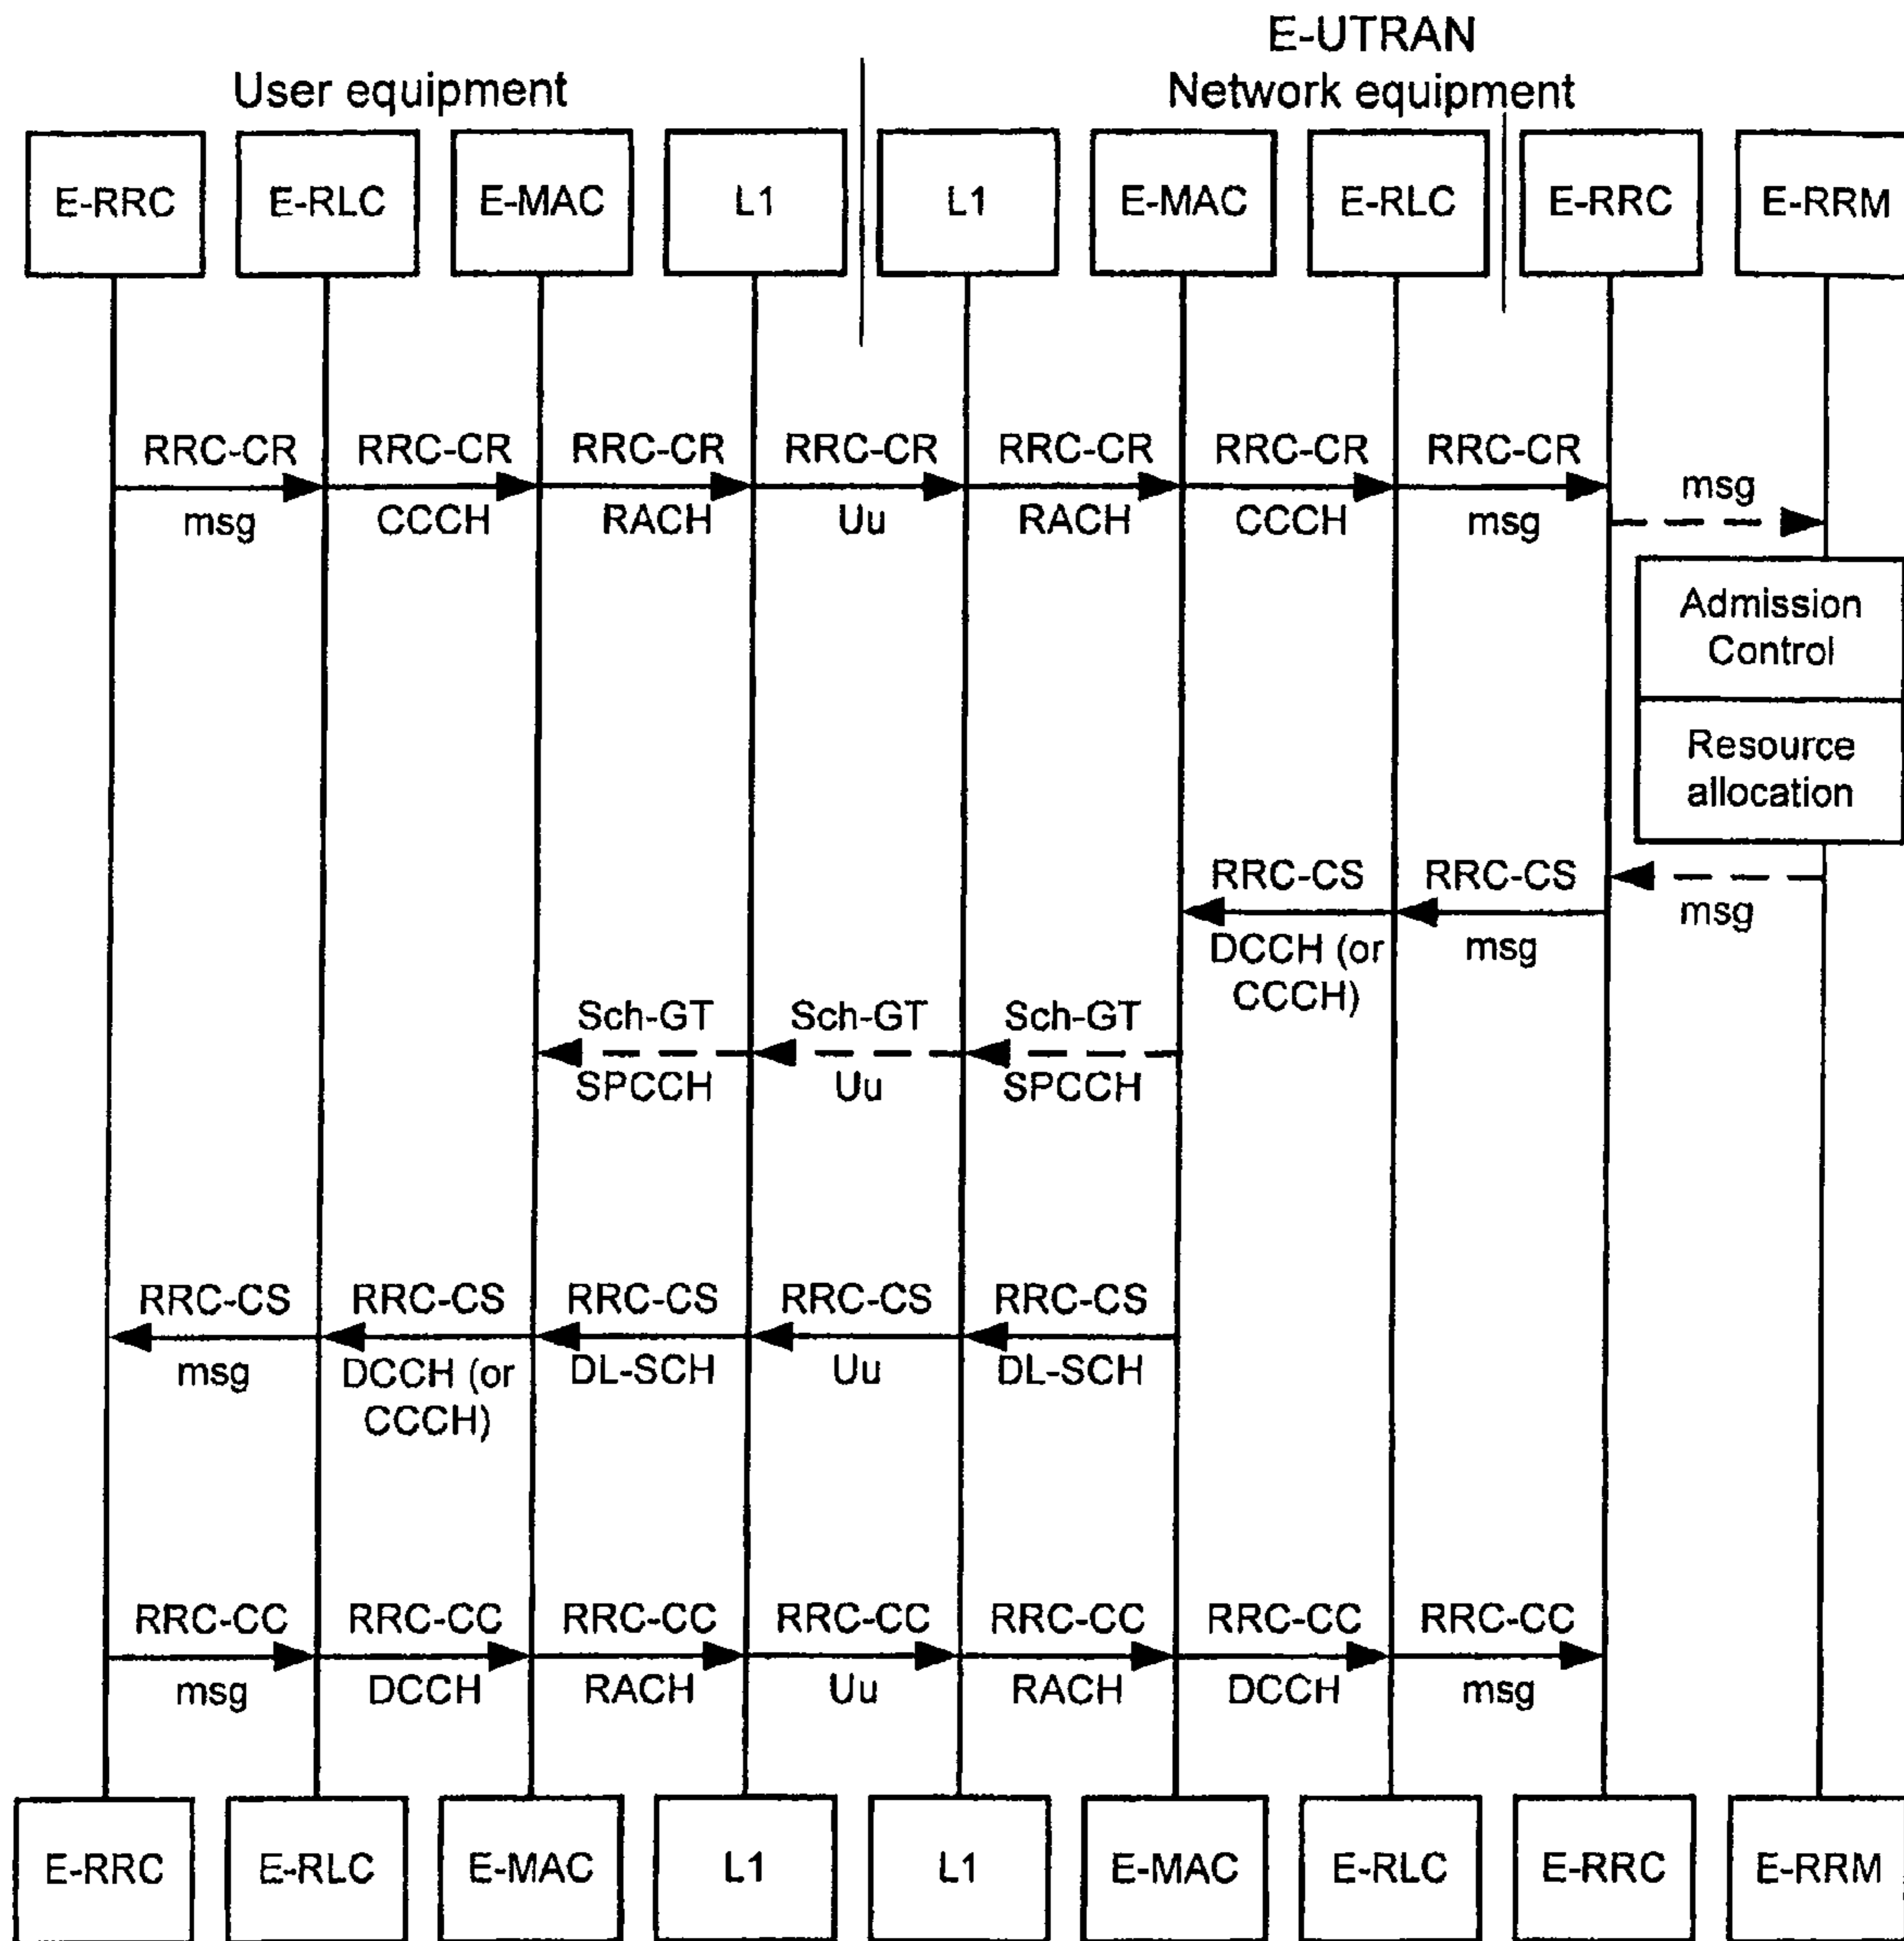 E-UTRAN
User equipment
Network equipment
E-RRC E-RLC E-MAC L1 L1 E-MAC E-RLC E-RRC E-RRM
RRC-CR RRC-CR RRC-CR RRC-CR RRC-CR RRC-CR RRC-CR
msg
msg CCCH RACH Uu RACH CCCH msg
Admission
Control
Resource
allocation
RRC-CS RRC-CS
msg
DCCH (or
CCCH)
msg
Sch-GT Sch-GT Sch-GT
SPCCH Uu SPCCH
RRC-CS RRC-CS RRC-CS RRC-CS RRC-CS
msg DCCH (or DL-SCH Uu DL-SCH
CCCH)
RRC-CC RRC-CC RRC-CC RRC-CC RRC-CC RRC-CC RRC-CC
msg DCCH RACH Uu RACH DCCH msg
E-RRC E-RLC E-MAC L1 L1 E-MAC E-RLC E-RRC E-RRM